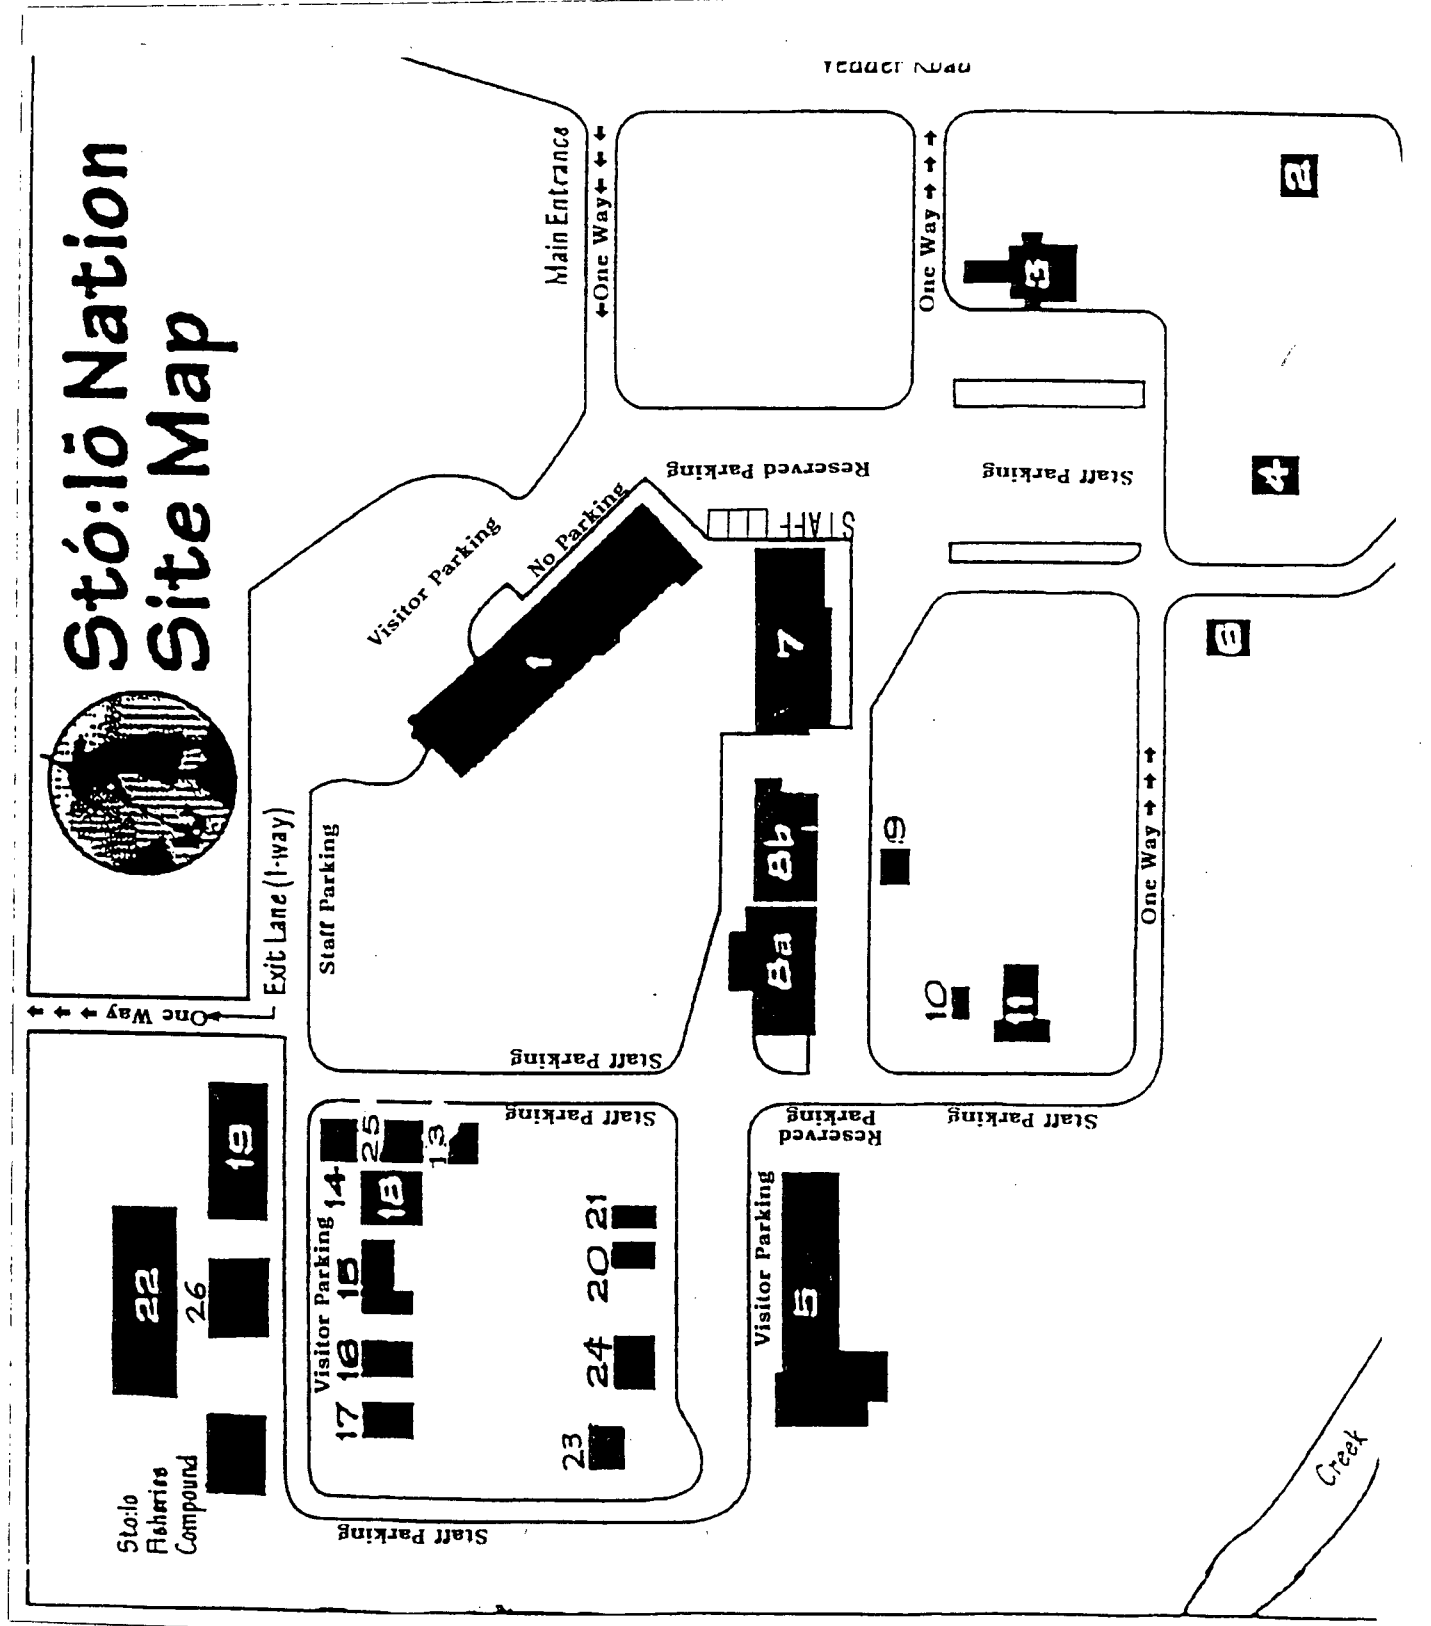 Stó:lō Nation
Site Map
Main Entrance
One Way
One Way
2
3
4
6
Reserved Parking
Staff Parking
STAFF
Visitor Parking
No Parking
1
7
8b
8a
9
10
11
One Way
Exit Lane (1-way)
One Way
Staff Parking
Staff Parking
Staff Parking
Reserved
Parking
Staff Parking
Visitor Parking
5
19
22
26
Sto:lo
Fisheries
Compound
14
25
13
18
Visitor Parking
15
16
17
21
20
24
23
Staff Parking
Creek